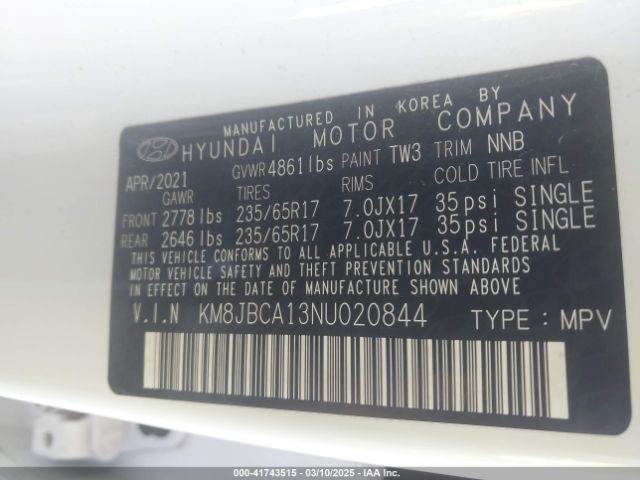 MANUFACTURED IN KOREA BY
HYUNDAI MOTOR COMPANY
APR/2021 GVWR 4861lbs PAINT TW3 TRIM NNB
GAWR TIRES RIMS COLD TIRE INFL
FRONT 2778 lbs 235/65R17 7.0JX17 35psi SINGLE
REAR 2646 lbs 235/65R17 7.0JX17 35psi SINGLE
THIS VEHICLE CONFORMS TO ALL APPLICABLE U.S.A. FEDERAL
MOTOR VEHICLE SAFETY AND THEFT PREVENTION STANDARDS
IN EFFECT ON THE DATE OF MANUFACTURE SHOWN ABOVE.
V.I.N KM8JBCA13NU020844 TYPE : MPV
© - 41743515 - 03/10/2025 - IAA Inc.